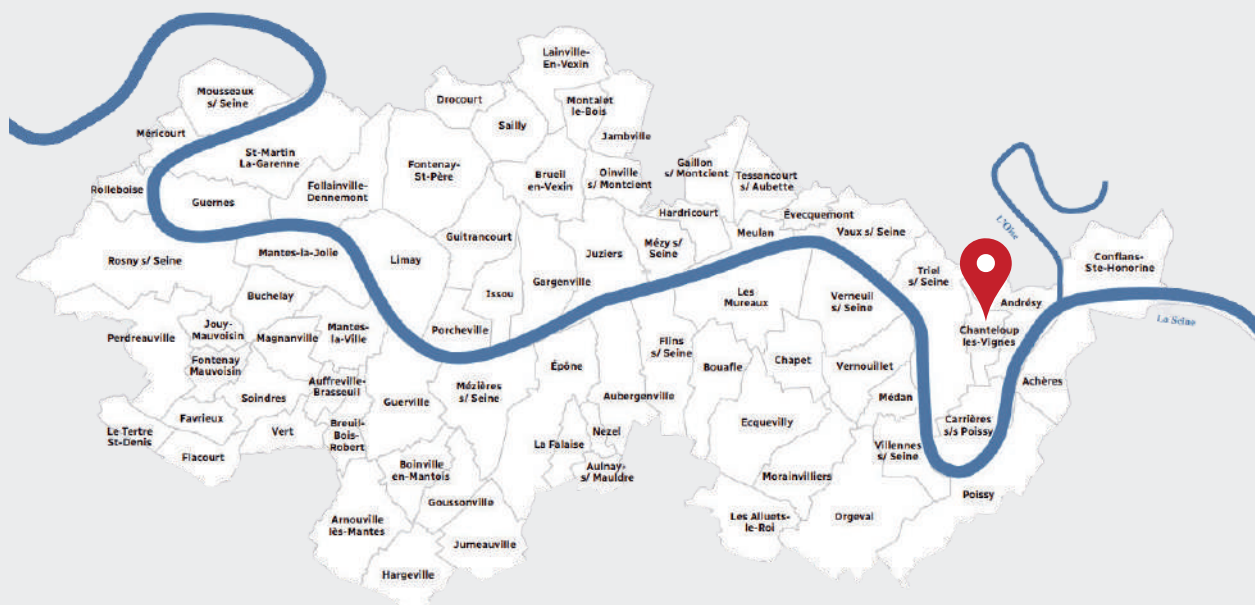 Lainville-
En-Vexin
Mousseaux
s/ Seine
Drocourt
Montalet
le-Bois
Sailly
Méricourt
Jambville
St-Martin
La-Garenne
Fontenay-
St-Père
Brueil
en-Vexin
Oinville
s/ Montcient
Gaillon
s/ Montcient
Tessancourt
s/ Aubette
Rolleboise
Guernes
Follainville-
Dennemont
Hardricourt
Évecquemont
L'Oise
Guitrancourt
Meulan
Vaux s/ Seine
Rosny s/ Seine
Mantes-la-Jolie
Limay
Juziers
Mézy s/
Seine
Conflans-
Ste-Honorine
Triel
s/ Seine
Buchelay
Issou
Gargenville
Les
Mureaux
Verneuil
s/ Seine
Andrésy
La Seine
Perdreauville
Jouy-
Mauvoisin
Magnanville
Mantes-
la-Ville
Porcheville
Flins
s/ Seine
Chanteloup
les-Vignes
Fontenay
Mauvoisin
Épône
Bouafle
Chapet
Vernouillet
Soindres
Auffreville-
Brasseuil
Guerville
Mézières
s/ Seine
Aubergenville
Médan
Achères
Le Tertre
St-Denis
Favrieux
Vert
Breuil-
Bois-
Robert
Ecquevilly
Carrières
s/s Poissy
Flacourt
La Falaise
Nezel
Villennes
s/ Seine
Boinville
en-Mantois
Aulnay-
s/ Mauldre
Morainvilliers
Poissy
Goussonville
Arnouville
lès-Mantes
Les Alluets-
le-Roi
Orgeval
Jumeauville
Hargeville